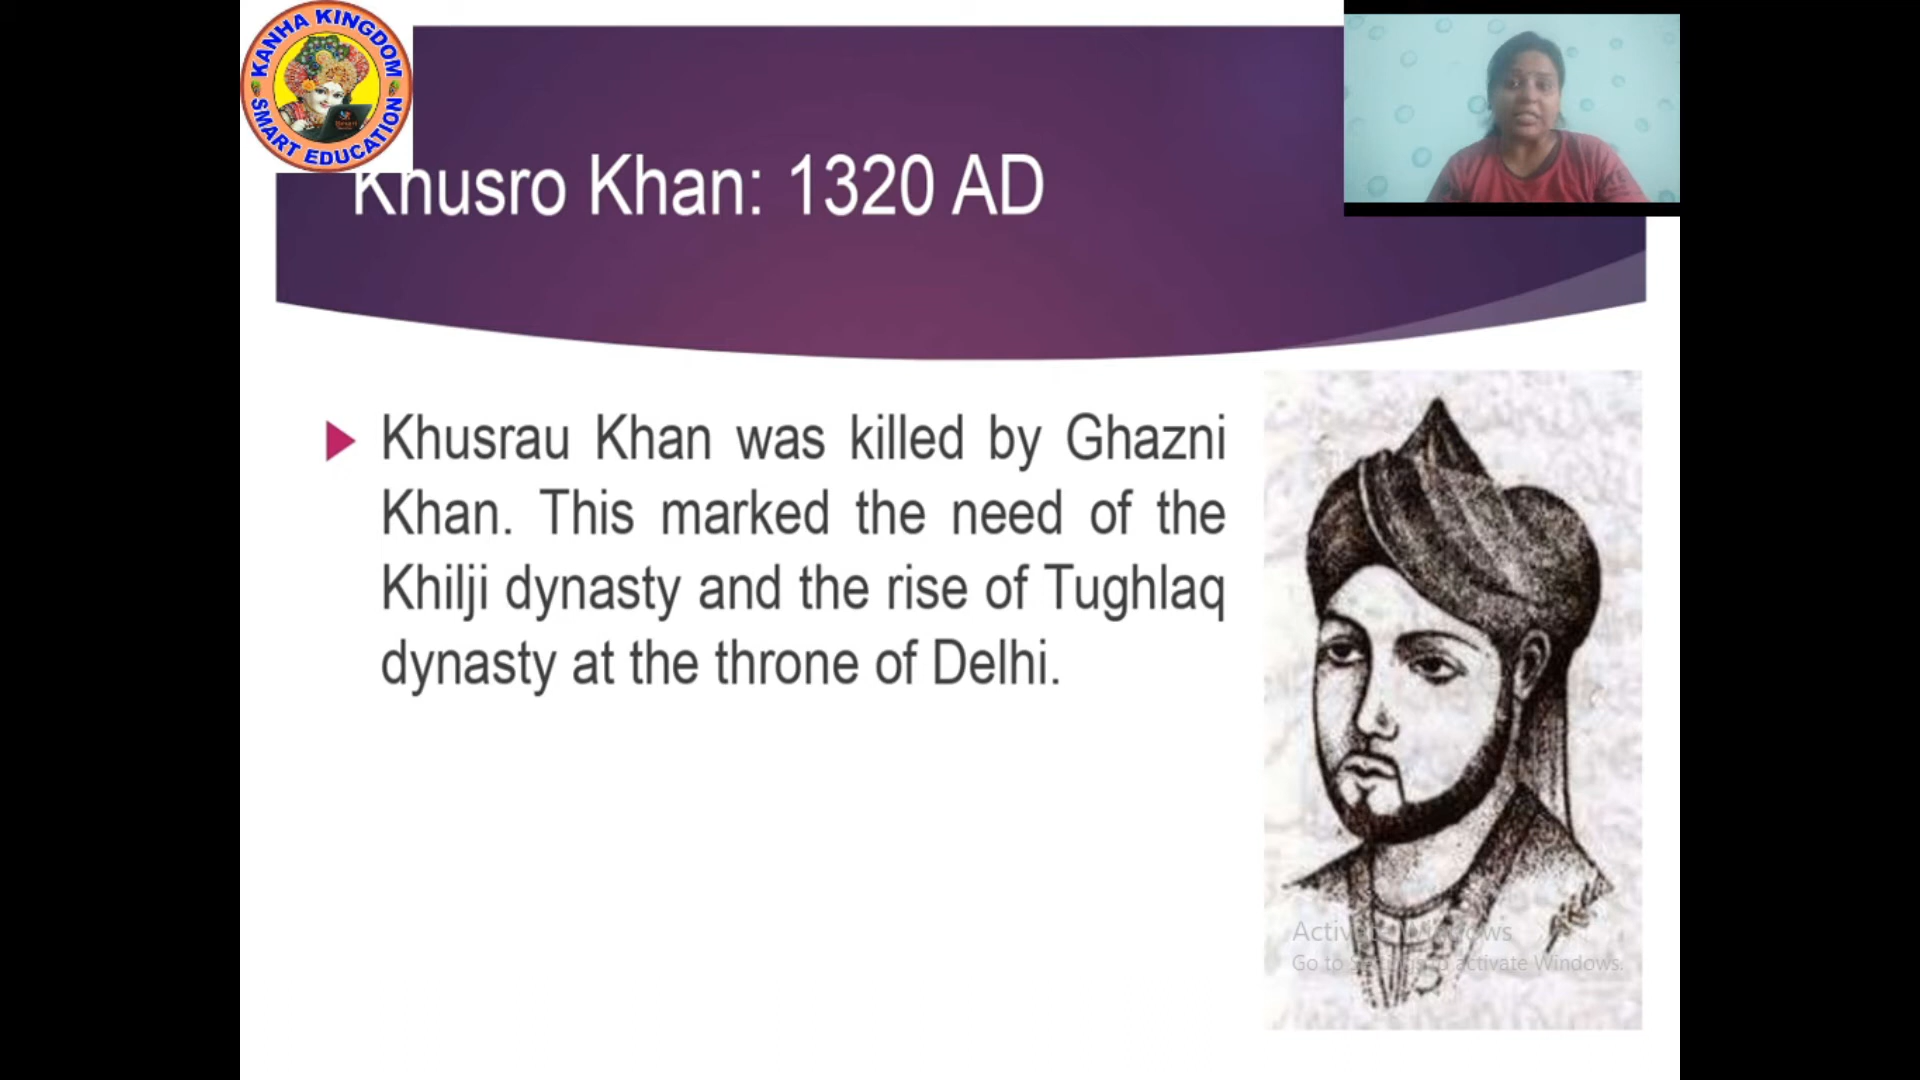 KANHA KINGDOM
SMART EDUCATION
Khusro Khan: 1320 AD
Khusrau Khan was killed by Ghazni
Khan. This marked the need of the
Khilji dynasty and the rise of Tughlaq
dynasty at the throne of Delhi.
Activate Windows
Go to Settings to activate Windows.